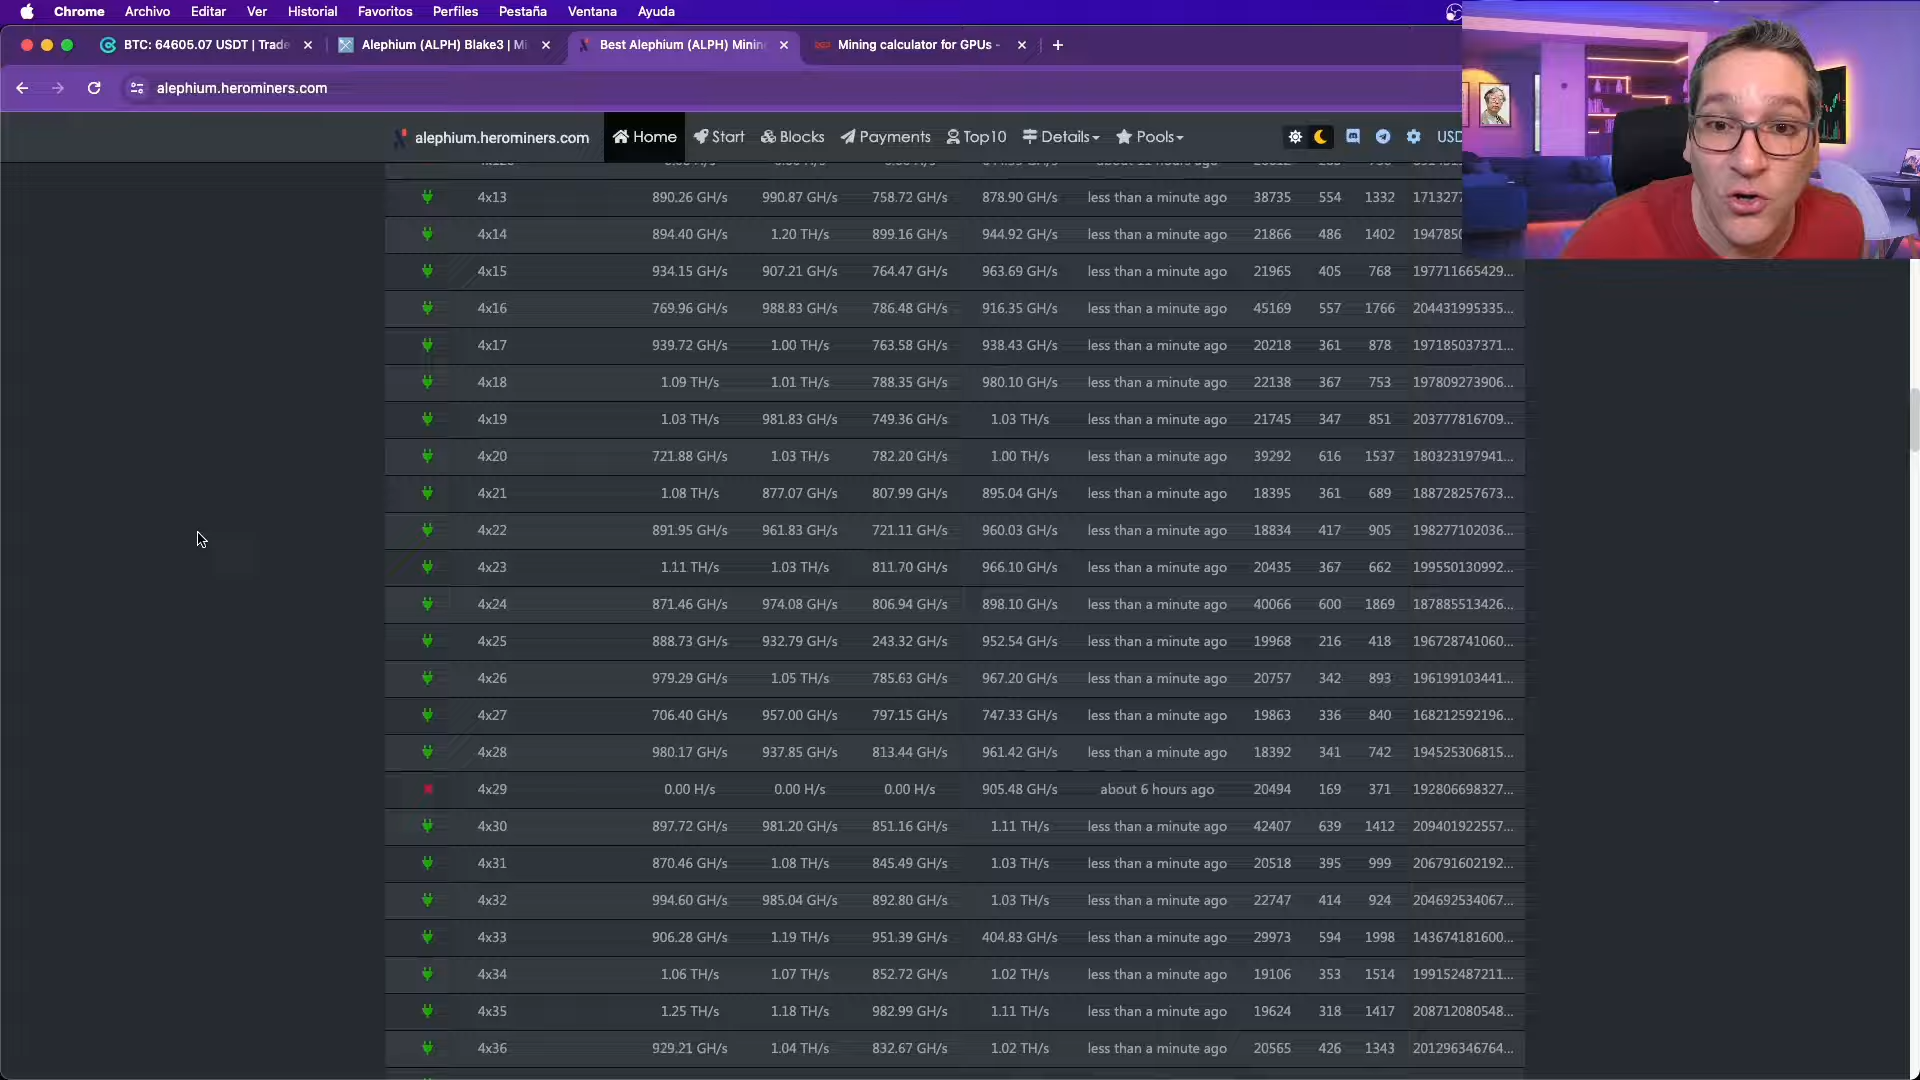 Chrome Archivo Editar Ver Historial Favoritos Perfiles Pestaña Ventana Ayuda
BTC: 64605.07 USDT | Trade Alephium (ALPH) Blake3 | Mi Best Alephium (ALPH) Mining Mining calculator for GPUs -
alephium.herominers.com
alephium.herominers.com Home Start Blocks Payments Top10 Details Pools USD
4x13 890.26 GH/s 990.87 GH/s 758.72 GH/s 878.90 GH/s less than a minute ago 38735 554 1332 1713277
4x14 894.40 GH/s 1.20 TH/s 899.16 GH/s 944.92 GH/s less than a minute ago 21866 486 1402 194785
4x15 934.15 GH/s 907.21 GH/s 764.47 GH/s 963.69 GH/s less than a minute ago 21965 405 768 197711665429...
4x16 769.96 GH/s 988.83 GH/s 786.48 GH/s 916.35 GH/s less than a minute ago 45169 557 1766 204431995335...
4x17 939.72 GH/s 1.00 TH/s 763.58 GH/s 938.43 GH/s less than a minute ago 20218 361 878 197185037371...
4x18 1.09 TH/s 1.01 TH/s 788.35 GH/s 980.10 GH/s less than a minute ago 22138 367 753 197809273906...
4x19 1.03 TH/s 981.83 GH/s 749.36 GH/s 1.03 TH/s less than a minute ago 21745 347 851 203777816709...
4x20 721.88 GH/s 1.03 TH/s 782.20 GH/s 1.00 TH/s less than a minute ago 39292 616 1537 180323197941...
4x21 1.08 TH/s 877.07 GH/s 807.99 GH/s 895.04 GH/s less than a minute ago 18395 361 689 188728257673...
4x22 891.95 GH/s 961.83 GH/s 721.11 GH/s 960.03 GH/s less than a minute ago 18834 417 905 198277102036...
4x23 1.11 TH/s 1.03 TH/s 811.70 GH/s 966.10 GH/s less than a minute ago 20435 367 662 199550130992...
4x24 871.46 GH/s 974.08 GH/s 806.94 GH/s 898.10 GH/s less than a minute ago 40066 600 1869 187885513426...
4x25 888.73 GH/s 932.79 GH/s 243.32 GH/s 952.54 GH/s less than a minute ago 19968 216 418 196728741060...
4x26 979.29 GH/s 1.05 TH/s 785.63 GH/s 967.20 GH/s less than a minute ago 20757 342 893 196199103441...
4x27 706.40 GH/s 957.00 GH/s 797.15 GH/s 747.33 GH/s less than a minute ago 19863 336 840 168212592196...
4x28 980.17 GH/s 937.85 GH/s 813.44 GH/s 961.42 GH/s less than a minute ago 18392 341 742 194525306815...
4x29 0.00 H/s 0.00 H/s 0.00 H/s 905.48 GH/s about 6 hours ago 20494 169 371 192806698327...
4x30 897.72 GH/s 981.20 GH/s 851.16 GH/s 1.11 TH/s less than a minute ago 42407 639 1412 209401922557...
4x31 870.46 GH/s 1.08 TH/s 845.49 GH/s 1.03 TH/s less than a minute ago 20518 395 999 206791602192...
4x32 994.60 GH/s 985.04 GH/s 892.80 GH/s 1.03 TH/s less than a minute ago 22747 414 924 204692534067...
4x33 906.28 GH/s 1.19 TH/s 951.39 GH/s 404.83 GH/s less than a minute ago 29973 594 1998 143674181600...
4x34 1.06 TH/s 1.07 TH/s 852.72 GH/s 1.02 TH/s less than a minute ago 19106 353 1514 199152487211...
4x35 1.25 TH/s 1.18 TH/s 982.99 GH/s 1.11 TH/s less than a minute ago 19624 318 1417 208712080548...
4x36 929.21 GH/s 1.04 TH/s 832.67 GH/s 1.02 TH/s less than a minute ago 20565 426 1343 201296346764...